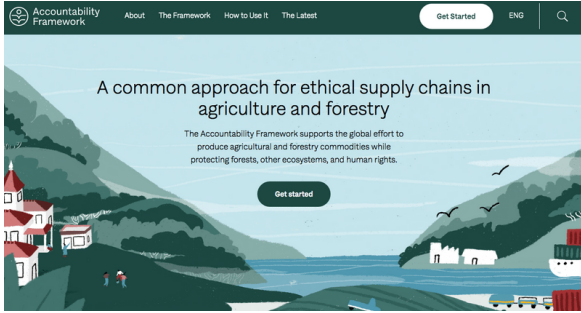 Accountability
Framework
About
The Framework
How to Use It
The Latest
Get Started
ENG
A common approach for ethical supply chains in
agriculture and forestry
The Accountability Framework supports the global effort to
produce agricultural and forestry commodities while
protecting forests, other ecosystems, and human rights.
Get started